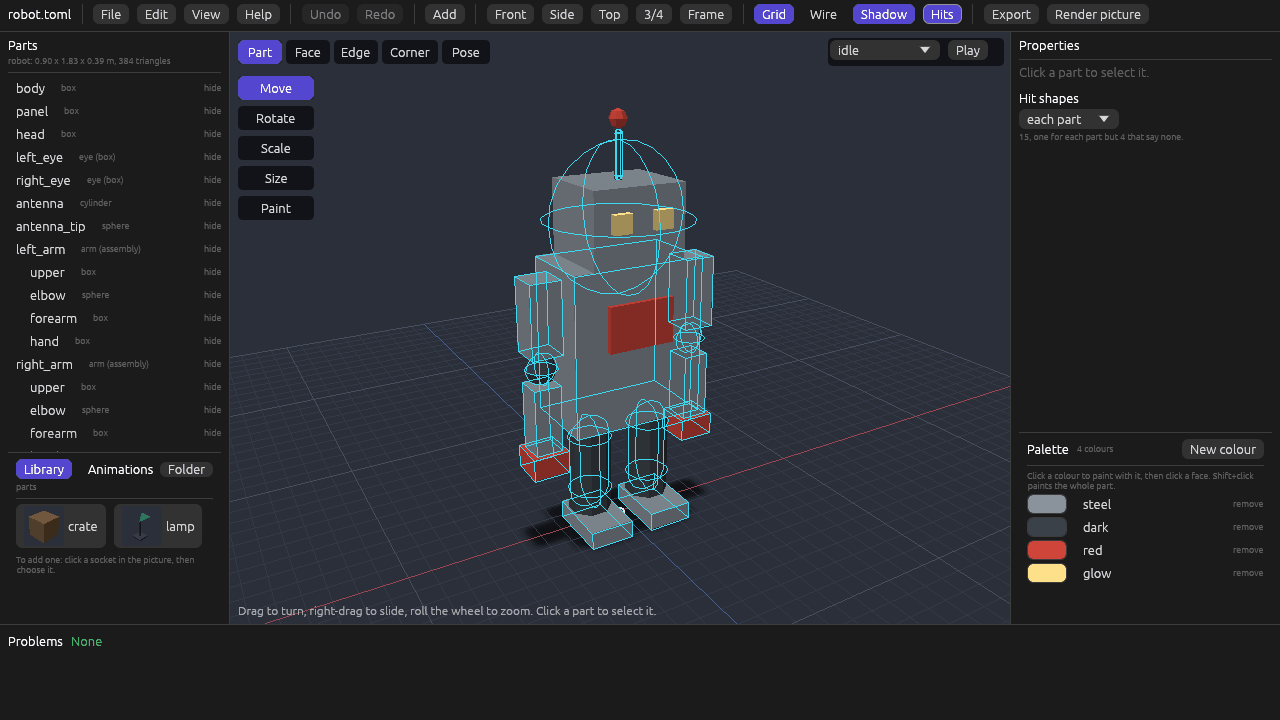 robot.toml File Edit View Help Undo Redo Add Front Side Top 3/4 Frame Grid Wire Shadow Hits Export Render picture
Parts
robot: 0.90 x 1.83 x 0.39 m, 384 triangles
body box hide
panel box hide
head box hide
left_eye eye (box) hide
right_eye eye (box) hide
antenna cylinder hide
antenna_tip sphere hide
left_arm arm (assembly) hide
upper box hide
elbow sphere hide
forearm box hide
hand box hide
right_arm arm (assembly) hide
upper box hide
elbow sphere hide
forearm box hide
Library Animations Folder
parts
crate lamp
To add one: click a socket in the picture, then
choose it.
Part Face Edge Corner Pose
Move
Rotate
Scale
Size
Paint
idle Play
Drag to turn, right-drag to slide, roll the wheel to zoom. Click a part to select it.
Properties
Click a part to select it.
Hit shapes
each part
15, one for each part but 4 that say none.
Palette 4 colours New colour
Click a colour to paint with it, then click a face. Shift+click
paints the whole part.
steel remove
dark remove
red remove
glow remove
Problems None